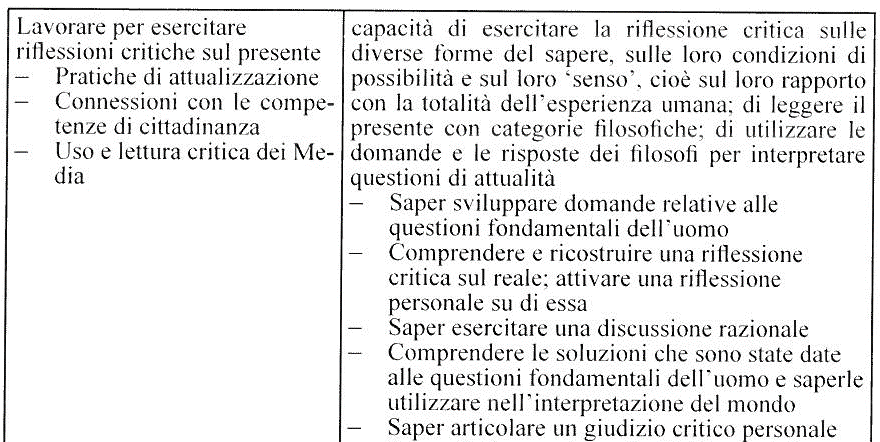 Lavorare per esercitare
riflessioni critiche sul presente
– Pratiche di attualizzazione
– Connessioni con le compe-
tenze di cittadinanza
– Uso e lettura critica dei Me-
dia
capacità di esercitare la riflessione critica sulle
diverse forme del sapere, sulle loro condizioni di
possibilità e sul loro ‘senso’, cioè sul loro rapporto
con la totalità dell’esperienza umana; di leggere il
presente con categorie filosofiche; di utilizzare le
domande e le risposte dei filosofi per interpretare
questioni di attualità
– Saper sviluppare domande relative alle
questioni fondamentali dell’uomo
– Comprendere e ricostruire una riflessione
critica sul reale; attivare una riflessione
personale su di essa
– Saper esercitare una discussione razionale
– Comprendere le soluzioni che sono state date
alle questioni fondamentali dell’uomo e saperle
utilizzare nell’interpretazione del mondo
– Saper articolare un giudizio critico personale